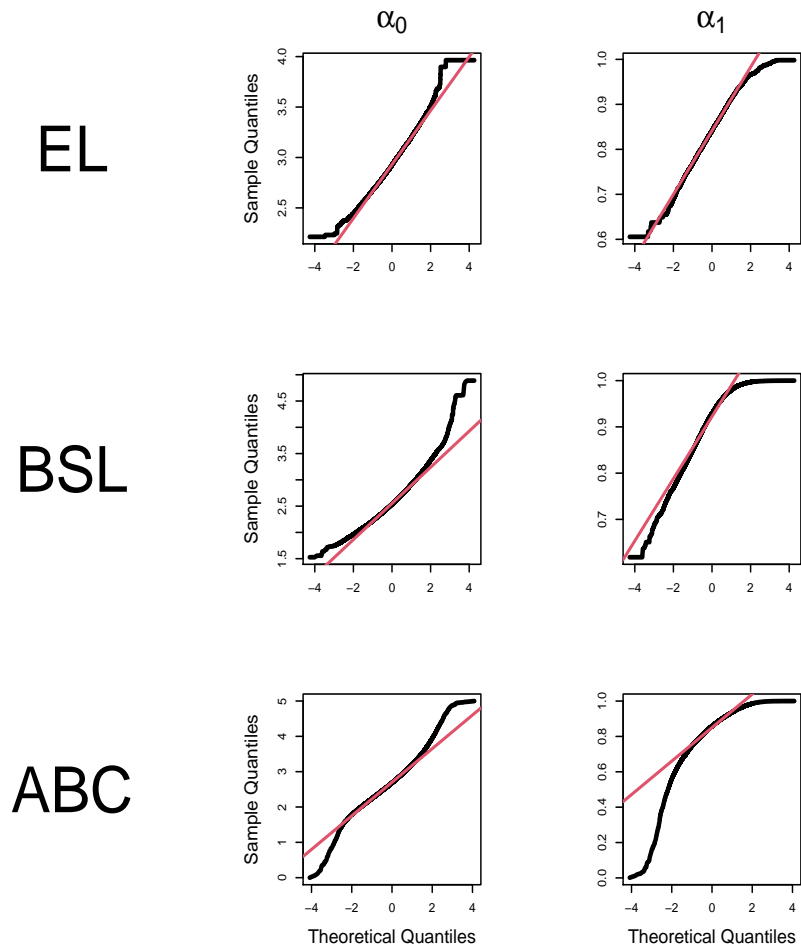 α0 α1
EL
Sample Quantiles
2.5 3.0 3.5 4.0
−4 −2 0 2 4
0.6 0.7 0.8 0.9 1.0
−4 −2 0 2 4
BSL
Sample Quantiles
1.5 2.5 3.5 4.5
−4 −2 0 2 4
0.7 0.8 0.9 1.0
−4 −2 0 2 4
ABC
Sample Quantiles
0 1 2 3 4 5
−4 −2 0 2 4
Theoretical Quantiles
0.0 0.2 0.4 0.6 0.8 1.0
−4 −2 0 2 4
Theoretical Quantiles